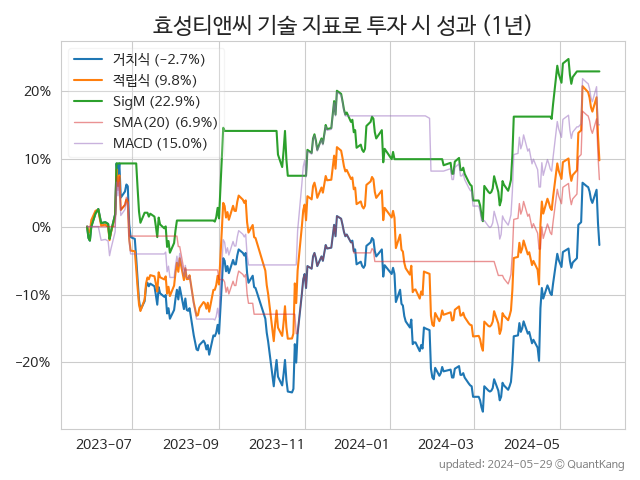 효성티앤씨 기술 지표로 투자 시 성과 (1년)
거치식 (−2.7%)
적립식 (9.8%)
SigM (22.9%)
SMA(20) (6.9%)
MACD (15.0%)
20%
10%
0%
−10%
−20%
2023−07 2023−09 2023−11 2024−01 2024−03 2024−05
updated: 2024-05-29 © QuantKang